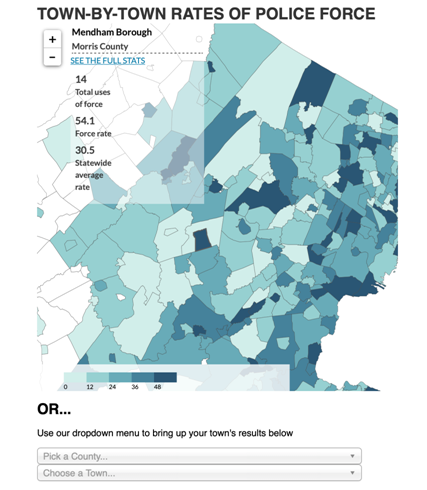 TOWN-BY-TOWN RATES OF POLICE FORCE
+
−
Mendham Borough
Morris County
SEE THE FULL STATS
14
Total uses
of force
54.1
Force rate
30.5
Statewide
average
rate
0 12 24 36 48
OR...
Use our dropdown menu to bring up your town's results below
Pick a County...
Choose a Town...